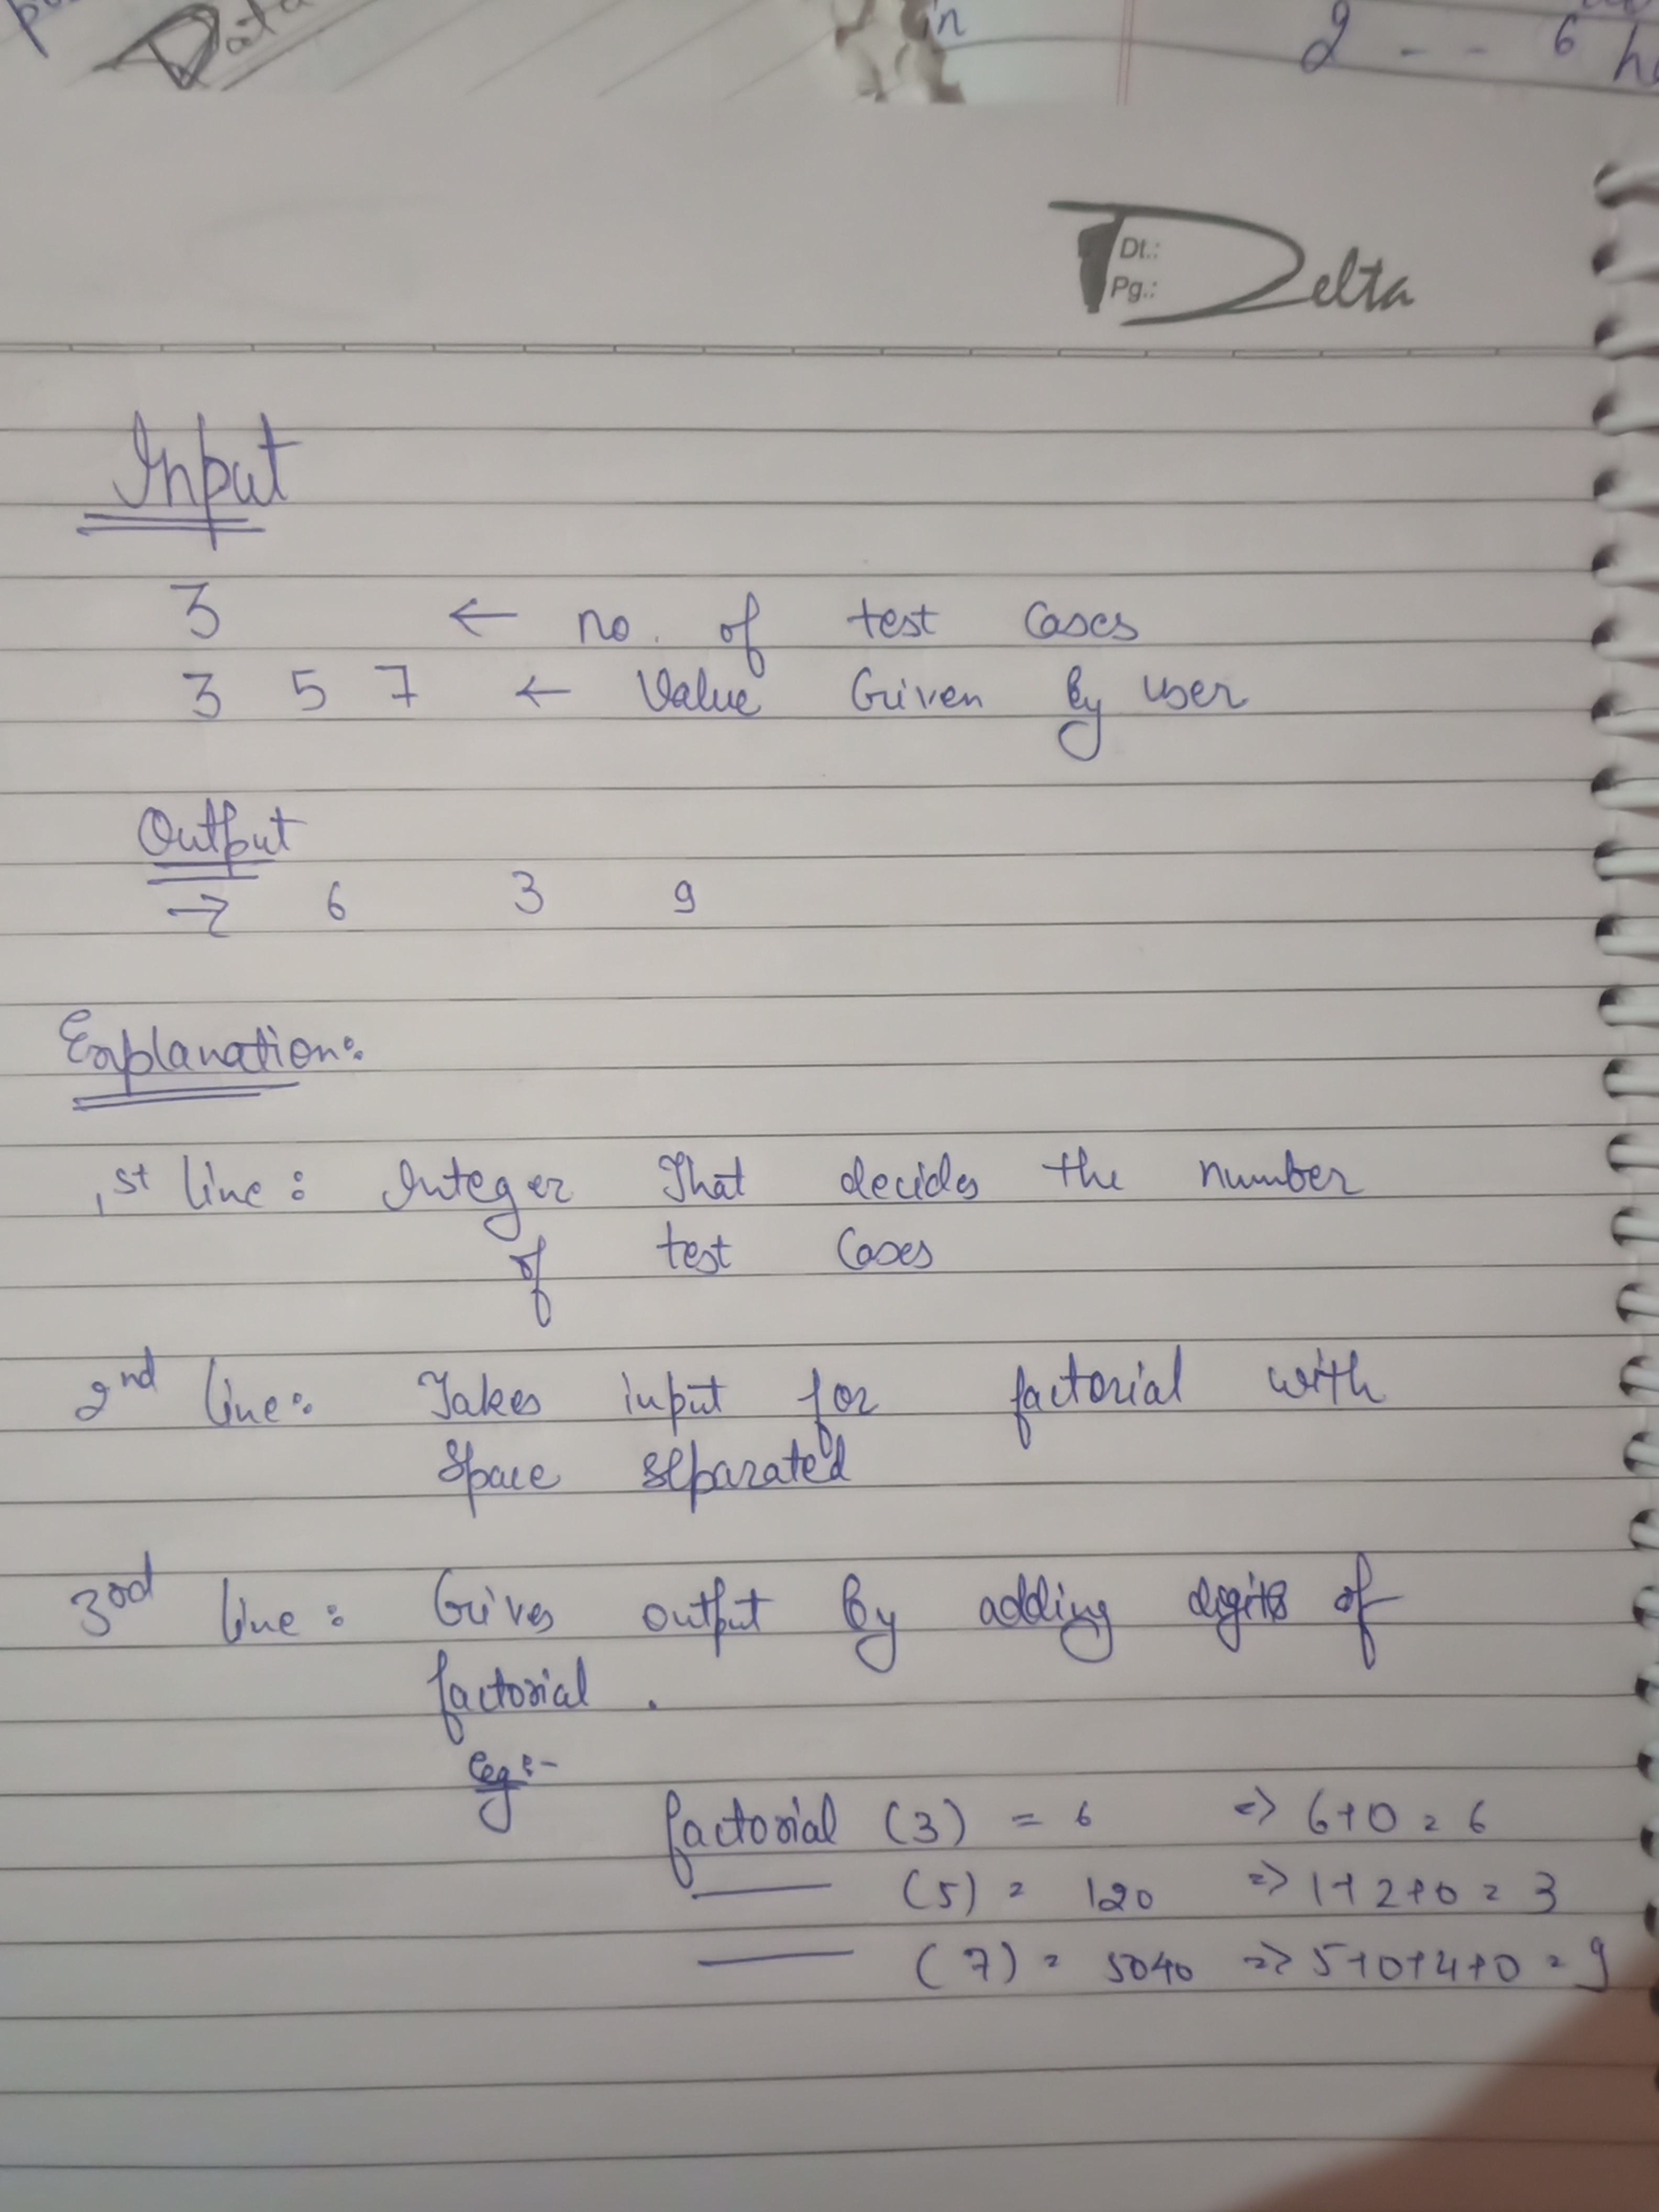 in
2 - - 6
Dt.:
Pg.:
Delta
Input
3 ← no. of test cases
3 5 7 ← Value Given by user
Output
→ 6 3 9
Explanation:
1st line: Integer That decides the number
of test cases
2nd line: Takes input for factorial with
space separated
3rd line: Gives output by adding digits of
factorial.
eg:-
factorial (3) = 6 => 6+0 = 6
—— (5) = 120 => 1+2+0 = 3
—— (7) = 5040 => 5+0+4+0 = 9